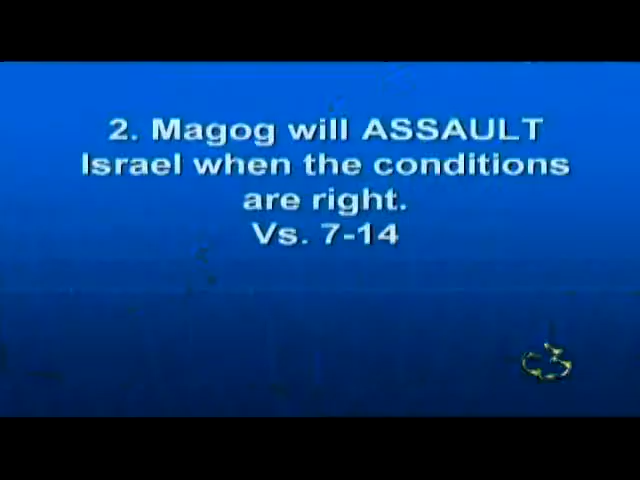 2. Magog will ASSAULT
Israel when the conditions
are right.
Vs. 7-14